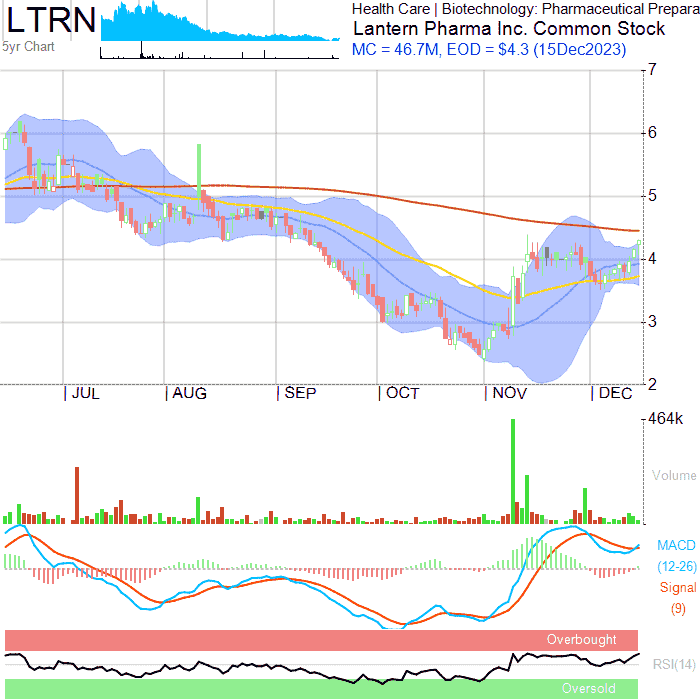 LTRN
5yr Chart
Health Care | Biotechnology: Pharmaceutical Prepara
Lantern Pharma Inc. Common Stock
MC = 46.7M, EOD = $4.3 (15Dec2023)
7
6
5
4
3
2
JUL AUG SEP OCT NOV DEC
464k
Volume
MACD
(12-26)
Signal
(9)
Overbought
RSI(14)
Oversold